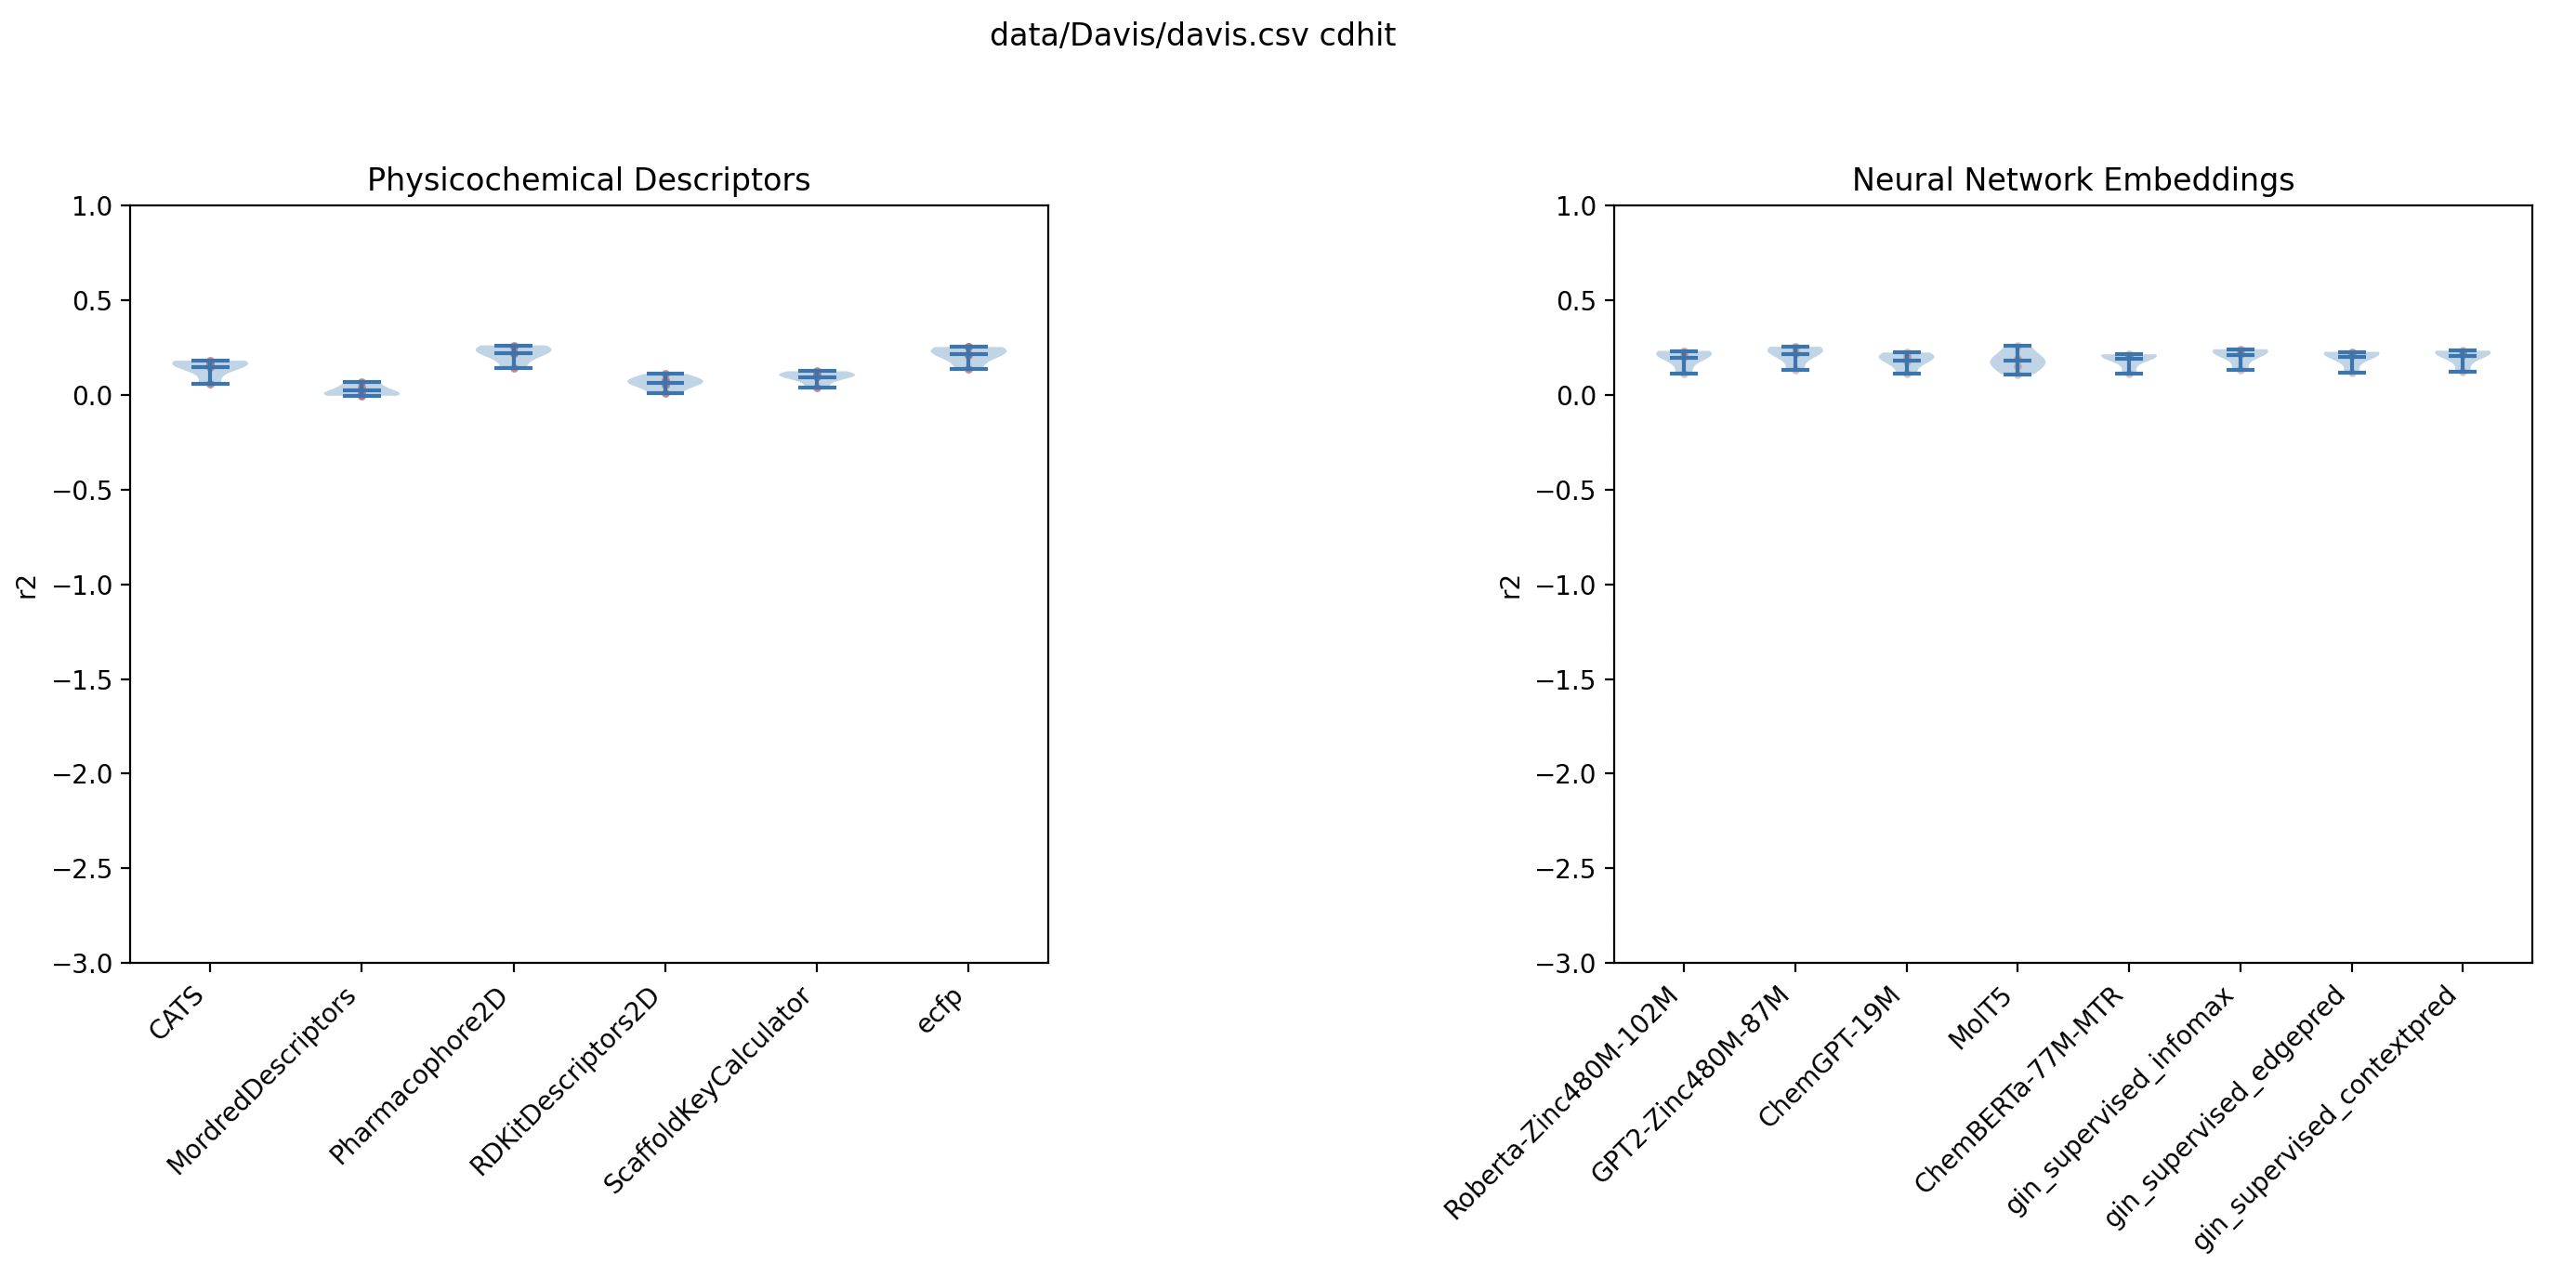 data/Davis/davis.csv cdhit
Physicochemical Descriptors
1.0
0.5
0.0
−0.5
−1.0
−1.5
−2.0
−2.5
−3.0
r2
CATS
MordredDescriptors
Pharmacophore2D
RDKitDescriptors2D
ScaffoldKeyCalculator
ecfp
Neural Network Embeddings
1.0
0.5
0.0
−0.5
−1.0
−1.5
−2.0
−2.5
−3.0
r2
Roberta-Zinc480M-102M
GPT2-Zinc480M-87M
ChemGPT-19M
MolT5
ChemBERTa-77M-MTR
gin_supervised_infomax
gin_supervised_edgepred
gin_supervised_contextpred